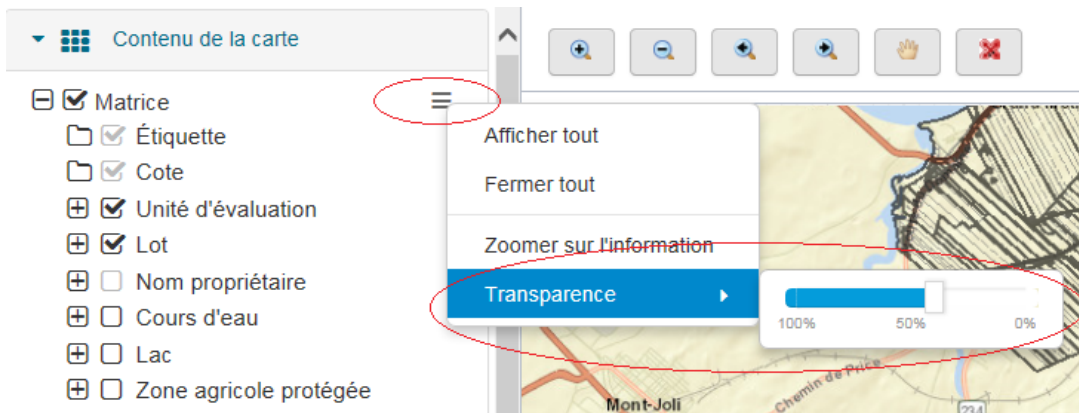 Contenu de la carte
Matrice
Étiquette
Cote
Unité d'évaluation
Lot
Nom propriétaire
Cours d'eau
Lac
Zone agricole protégée
Afficher tout
Fermer tout
Zoomer sur l'information
Transparence
100% 50% 0%
Mont-Joli
Chemin de Price
234